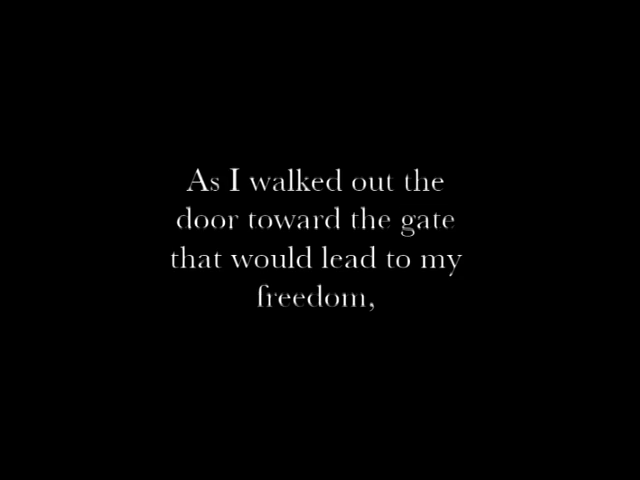 As I walked out the
door toward the gate
that would lead to my
freedom,